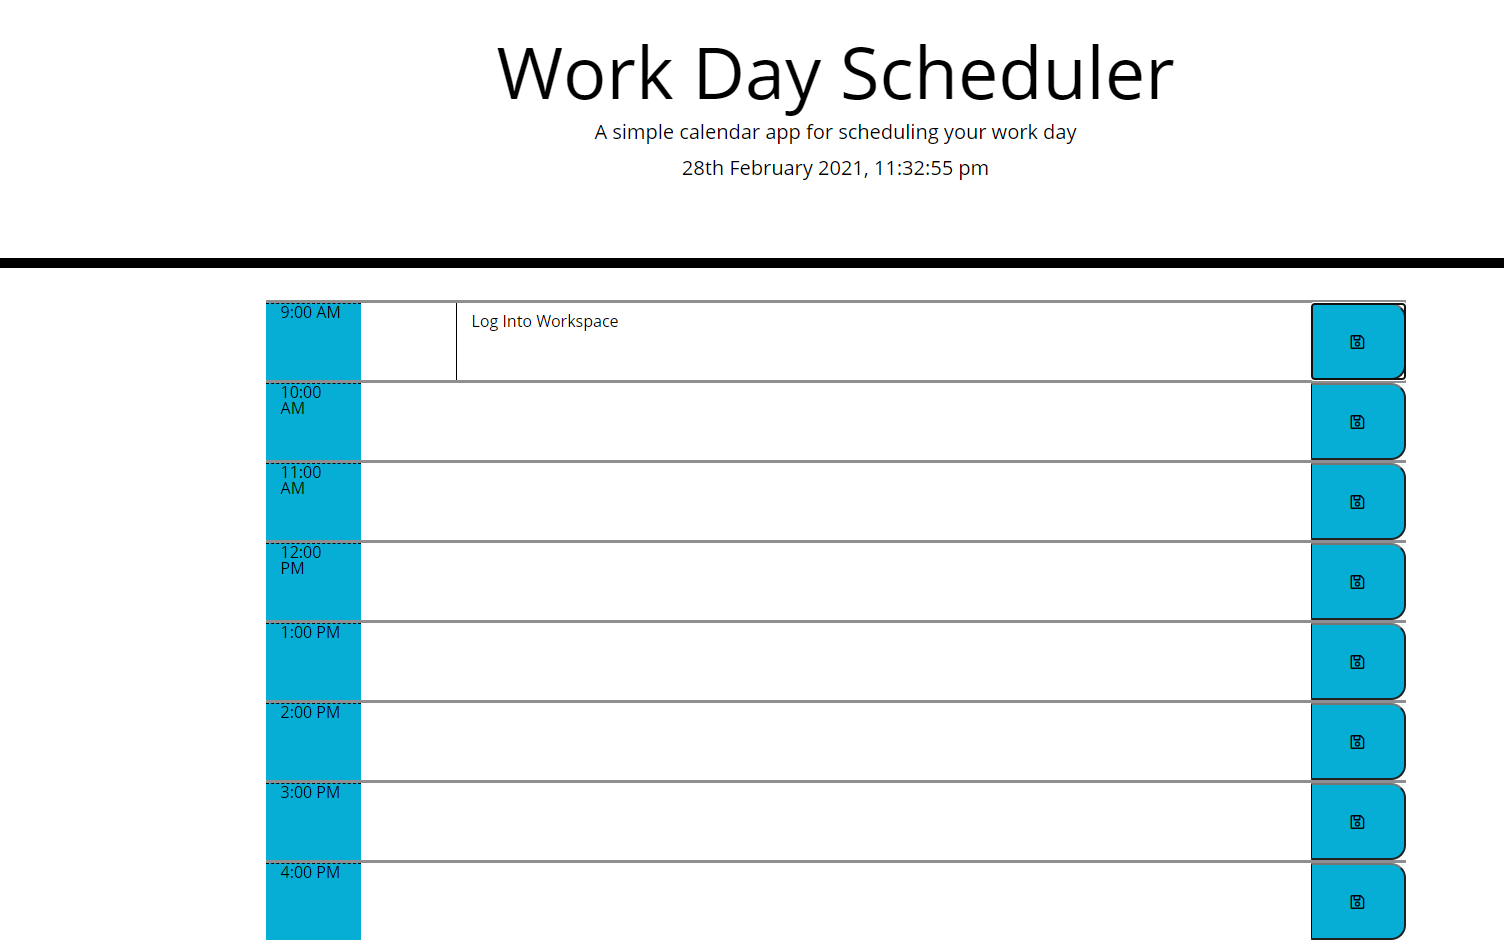 Work Day Scheduler
A simple calendar app for scheduling your work day
28th February 2021, 11:32:55 pm
9:00 AM
Log Into Workspace
10:00
AM
11:00
AM
12:00
PM
1:00 PM
2:00 PM
3:00 PM
4:00 PM